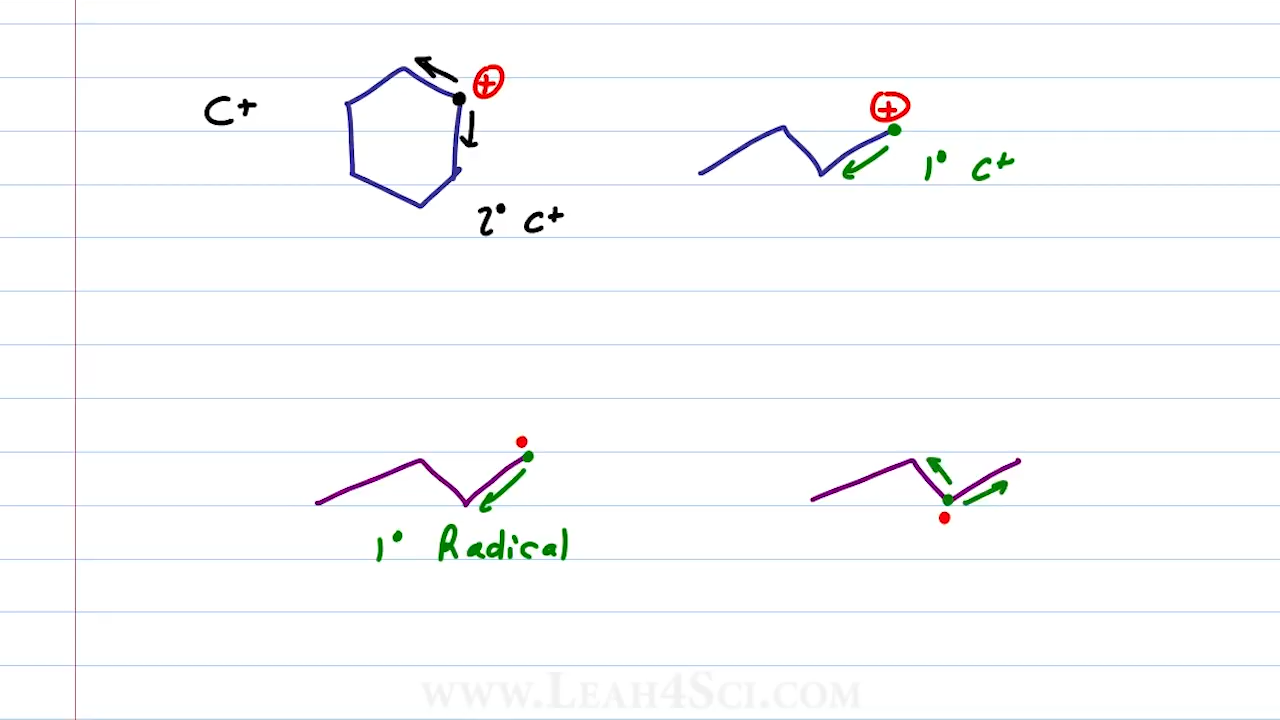 C+
⊕
⊕
1° C+
2° C+
1° Radical
www.Leah4Sci.com